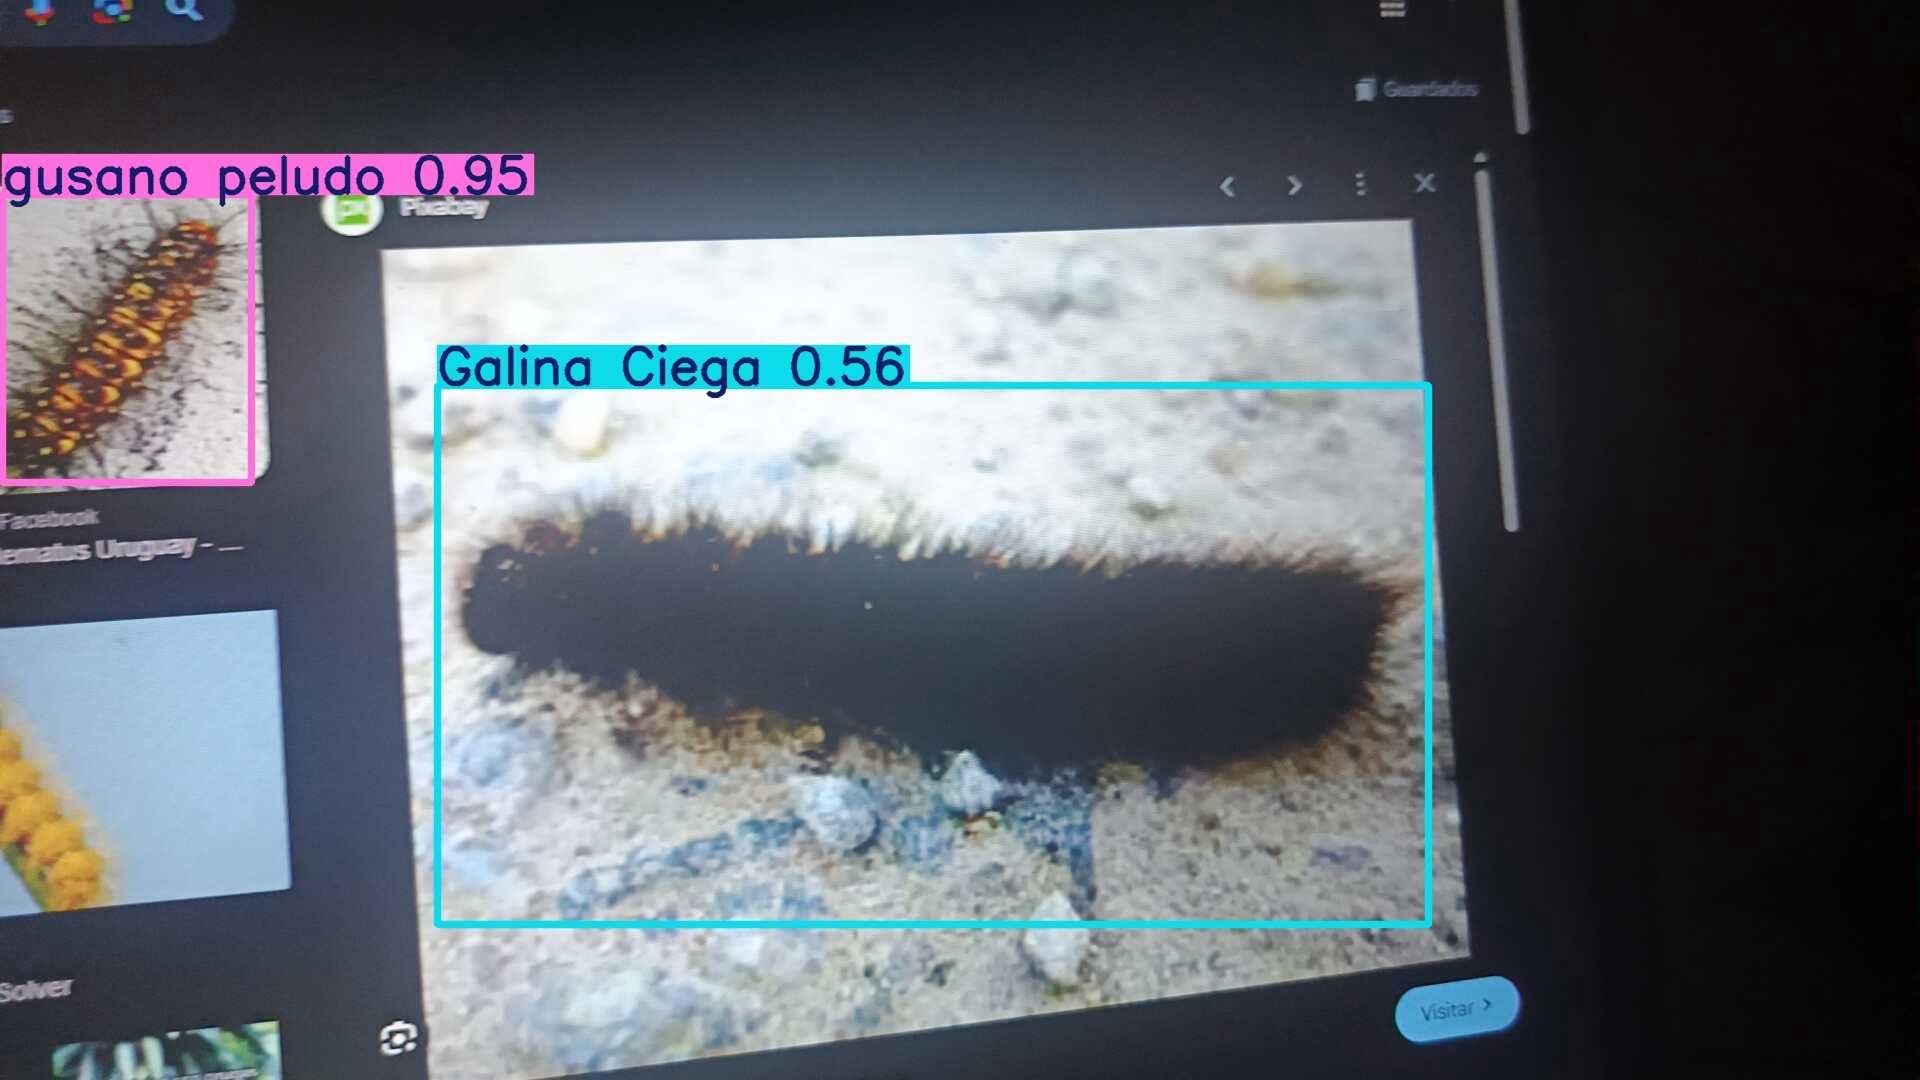 Guardados
gusano peludo 0.95
Pixabay
Galina Ciega 0.56
Facebook
Uruguay - ...
Solver
Visitar